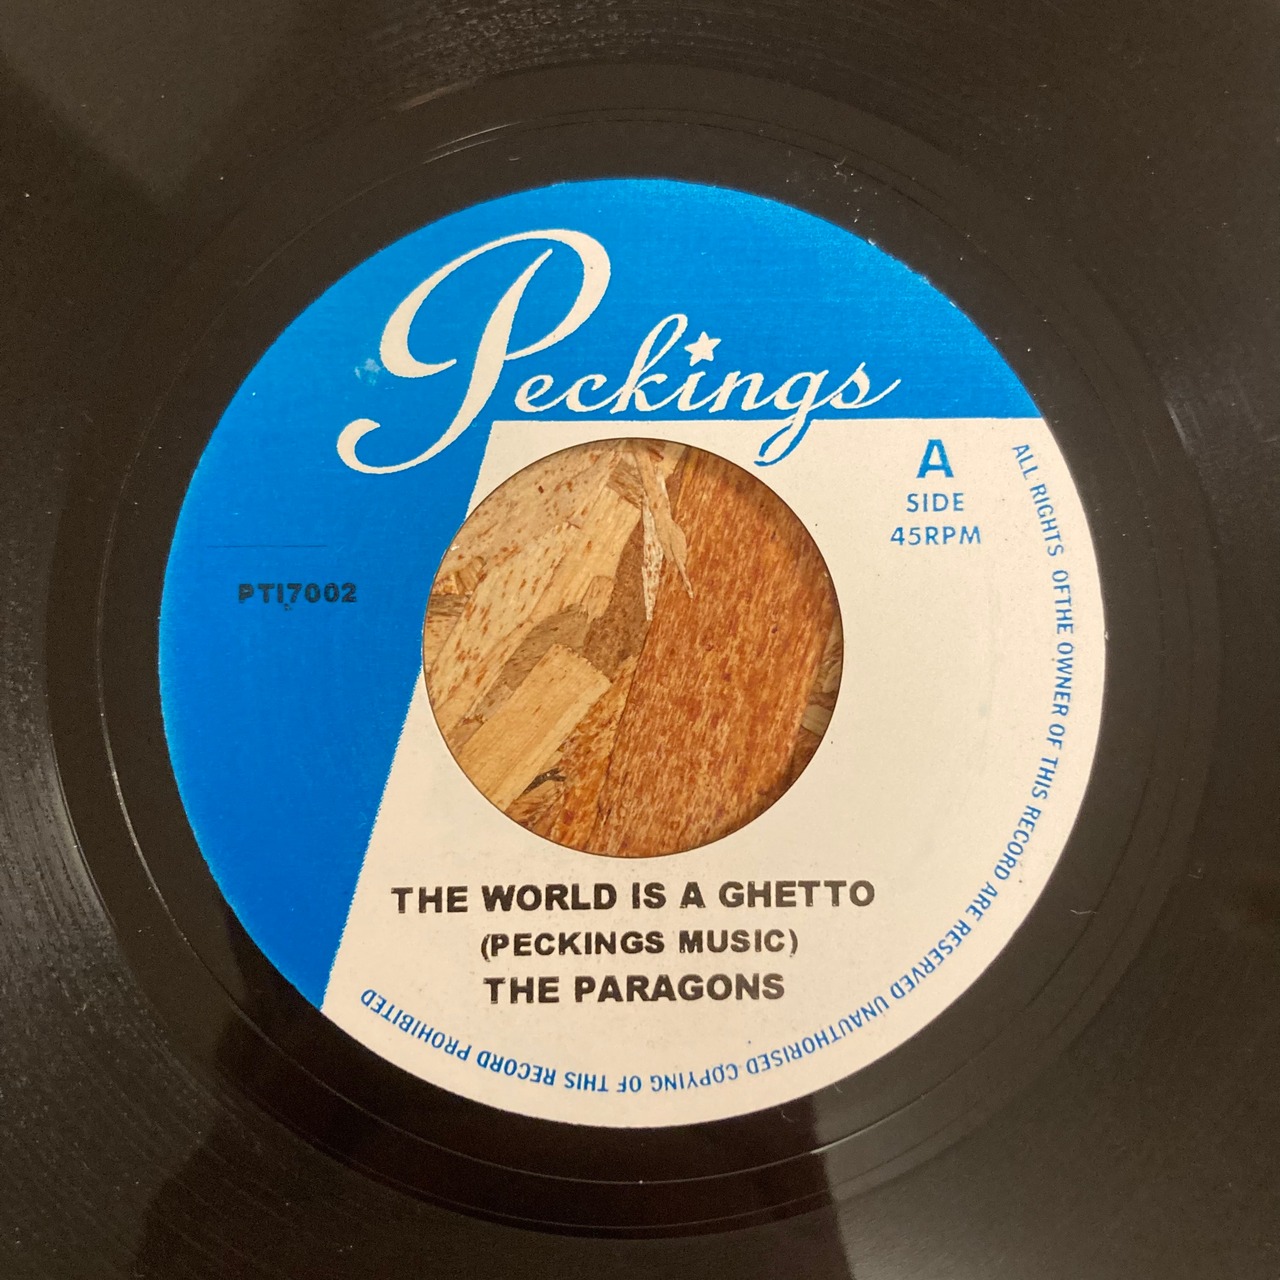 Peckings
A
SIDE
45RPM
PTI7002
THE WORLD IS A GHETTO
(PECKINGS MUSIC)
THE PARAGONS
ALL RIGHTS OFTHE OWNER OF THIS RECORD ARE RESERVED UNAUTHORISED COPYING OF THIS RECORD PROHIBITED